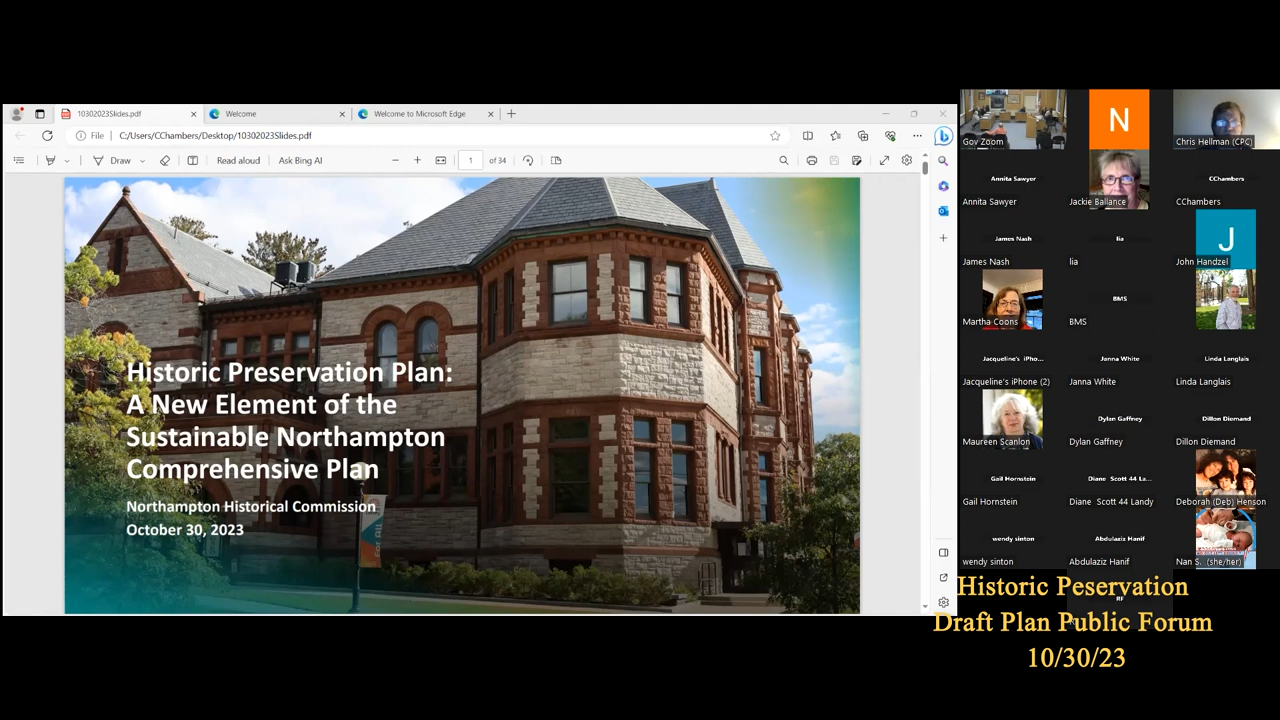 10302023Slides.pdf
Welcome
Welcome to Microsoft Edge
File
C:/Users/CChambers/Desktop/10302023Slides.pdf
Draw
Read aloud
Ask Bing AI
1
of 34
Historic Preservation Plan:
A New Element of the
Sustainable Northampton
Comprehensive Plan
Northampton Historical Commission
October 30, 2023
for All
Gov Zoom
N
Chris Hellman (CPC)
Annita Sawyer
Annita Sawyer
Jackie Ballance
CChambers
CChambers
James Nash
James Nash
lia
lia
J
John Handzel
Martha Coons
BMS
BMS
Jacqueline's iPho...
Jacqueline's iPhone (2)
Janna White
Janna White
Linda Langlais
Linda Langlais
Maureen Scanlon
Dylan Gaffney
Dylan Gaffney
Dillon Diemand
Dillon Diemand
Gail Hornstein
Gail Hornstein
Diane Scott 44 La...
Diane Scott 44 Landy
Deborah (Deb) Henson
wendy sinton
wendy sinton
Abdulaziz Hanif
Abdulaziz Hanif
Nan S. (she/her)
RF
Historic Peservation
Draft Plan Public Forum
10/30/23